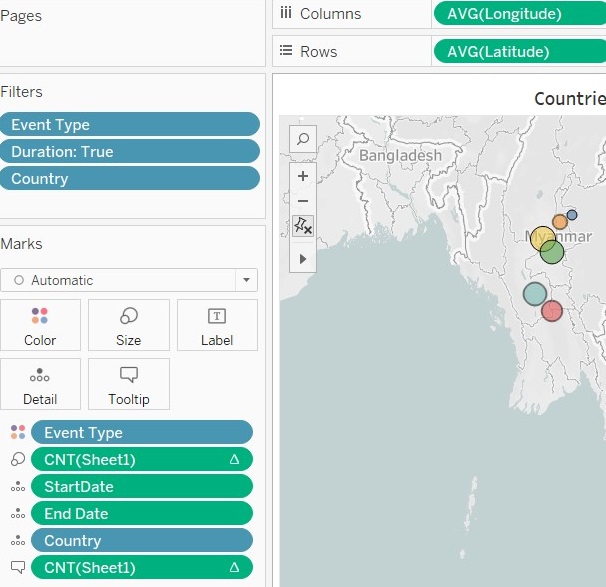 Pages
Columns
AVG(Longitude)
Rows
AVG(Latitude)
Filters
Event Type
Duration: True
Country
Marks
Automatic
Color
Size
Label
Detail
Tooltip
Event Type
CNT(Sheet1) Δ
StartDate
End Date
Country
CNT(Sheet1) Δ
Countrie
Bangladesh
Myanmar